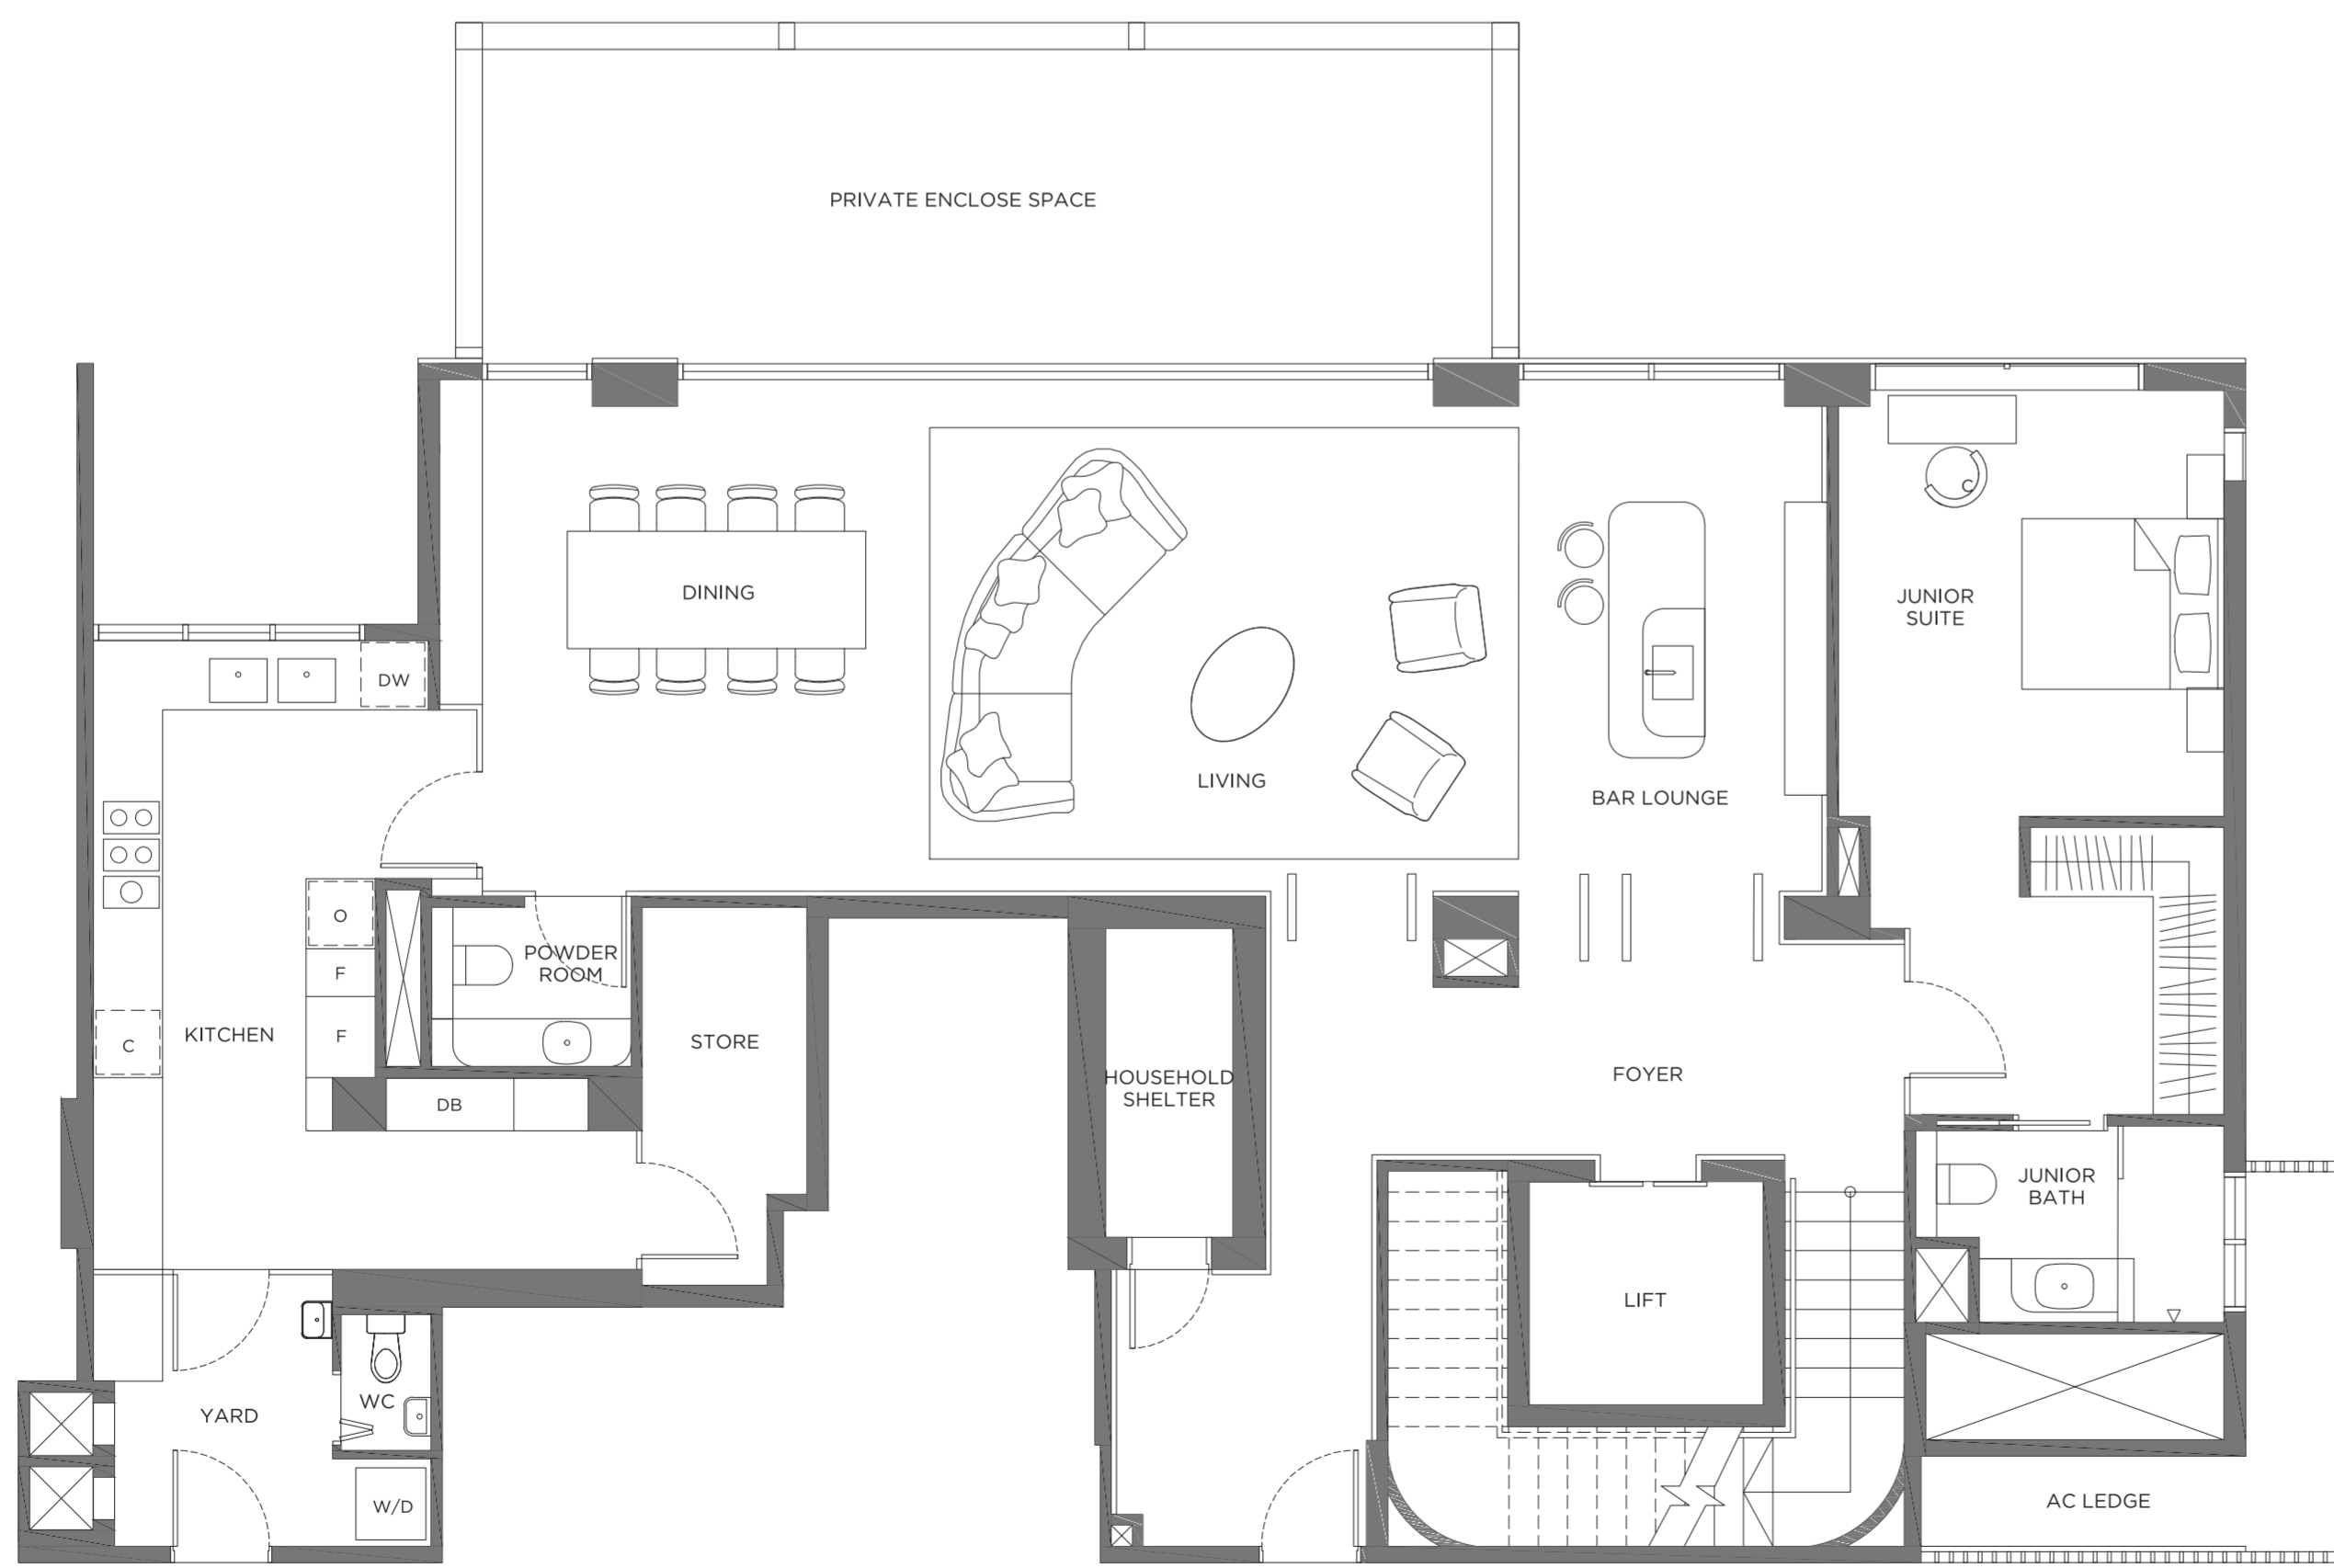 PRIVATE ENCLOSE SPACE
DINING
JUNIOR
SUITE
DW
LIVING
BAR LOUNGE
O
POWDER
ROOM
F
KITCHEN
F
C
STORE
HOUSEHOLD
SHELTER
FOYER
DB
JUNIOR
BATH
LIFT
WC
YARD
W/D
AC LEDGE